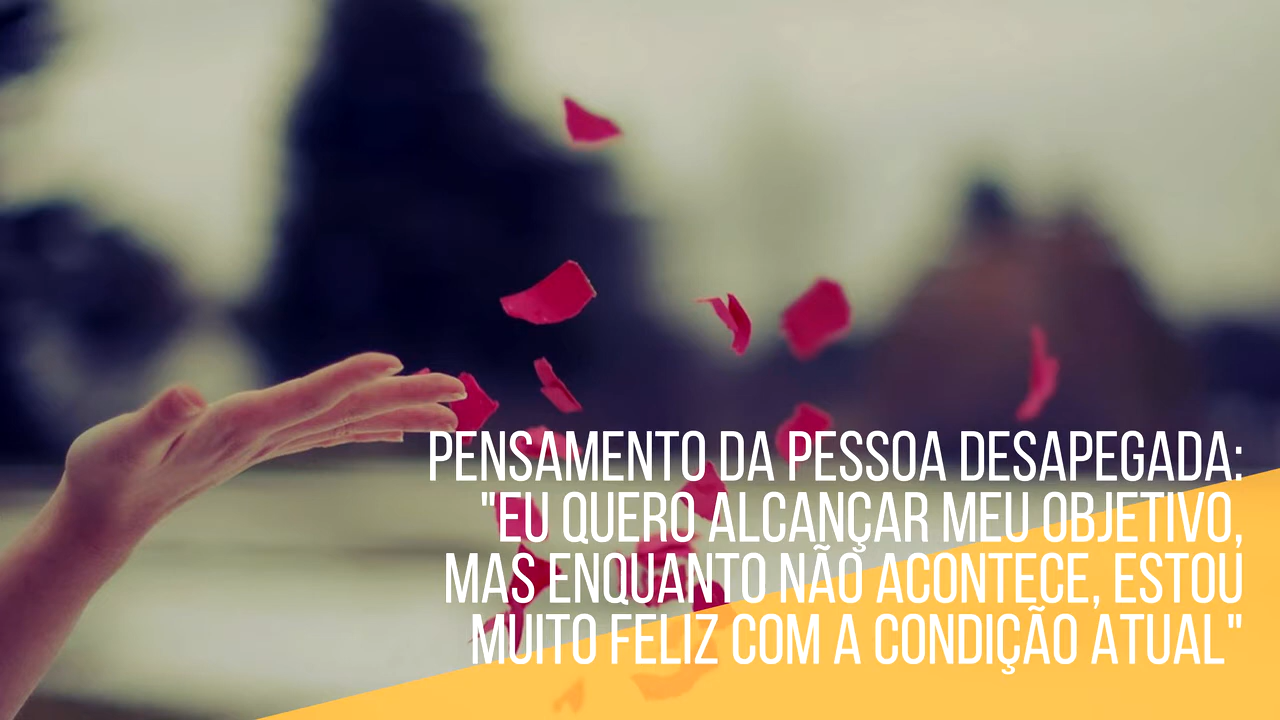 PENSAMENTO DA PESSOA DESAPEGADA:
"EU QUERO ALCANÇAR MEU OBJETIVO,
MAS ENQUANTO NÃO ACONTECE, ESTOU
MUITO FELIZ COM A CONDIÇÃO ATUAL"